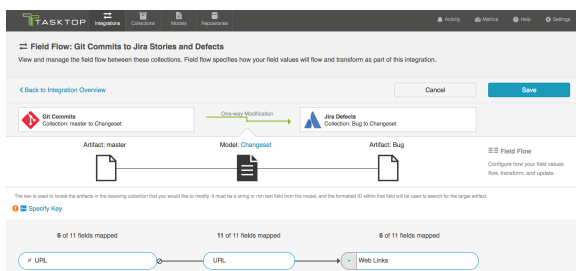 TASKTOP
Integrations
Collections
Models
Repositories
Activity
Metrics
Help
Settings
Field Flow: Git Commits to Jira Stories and Defects
View and manage the field flow between these collections. Field flow specifies how your field values will flow and transform as part of this integration.
Back to Integration Overview
Cancel
Save
Git Commits
Collection: master to Changeset
One-way Modification
Jira Defects
Collection: Bug to Changeset
Artifact: master
Model: Changeset
Artifact: Bug
Field Flow
Configure how your field values
flow, transform, and update.
The key is used to locate the artifacts in the receiving collection that you would like to modify. It must be a string or rich text field from the model, and the formatted ID within that field will be used to search for the target artifact.
Specify Key
6 of 11 fields mapped
11 of 11 fields mapped
6 of 11 fields mapped
URL
URL
Web Links